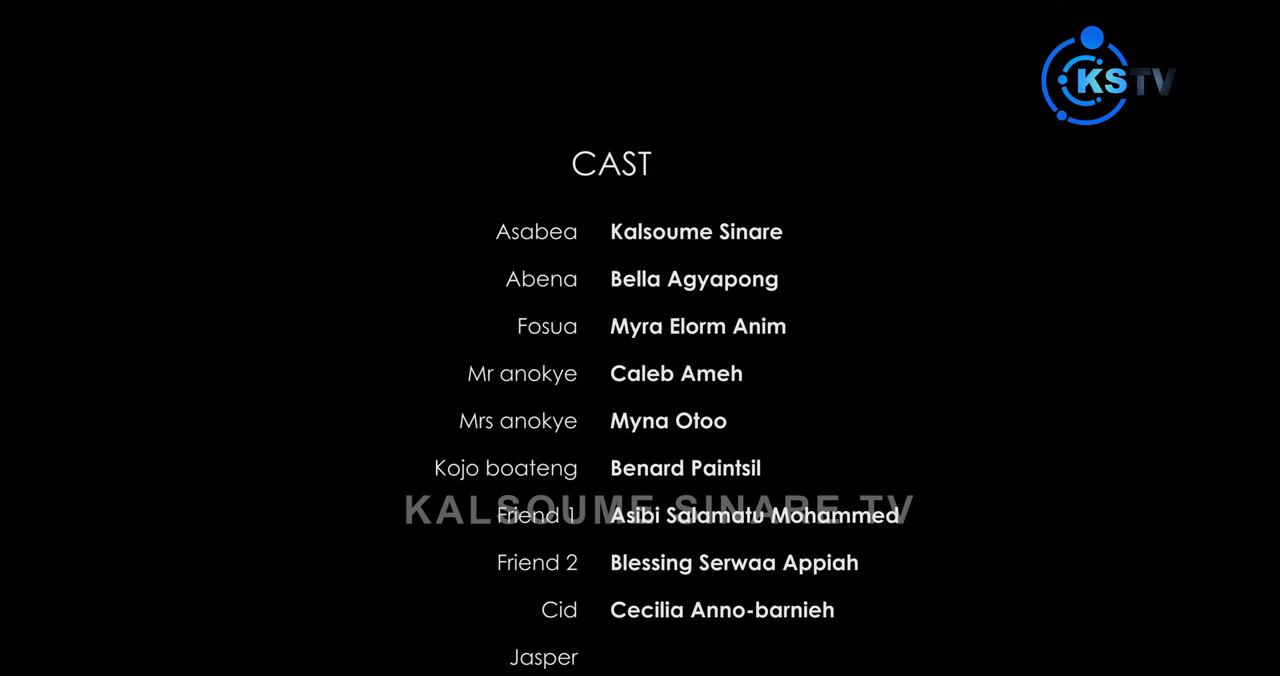 KSTV
CAST
Asabea Kalsoume Sinare
Abena Bella Agyapong
Fosua Myra Elorm Anim
Mr anokye Caleb Ameh
Mrs anokye Myna Otoo
Kojo boateng Benard Paintsil
KALSOUME SINARE TV
Friend 1 Asibi Salamatu Mohammed
Friend 2 Blessing Serwaa Appiah
Cid Cecilia Anno-barnieh
Jasper